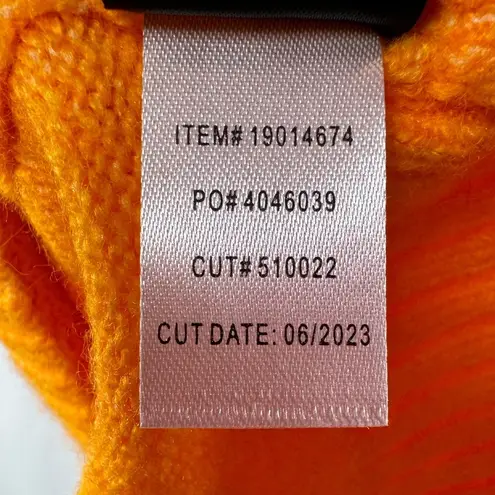 ITEM# 19014674
PO# 4046039
CUT# 510022
CUT DATE: 06/2023